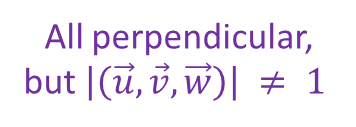 All perpendicular,
but |(u⃗, v⃗, w⃗)| ≠ 1